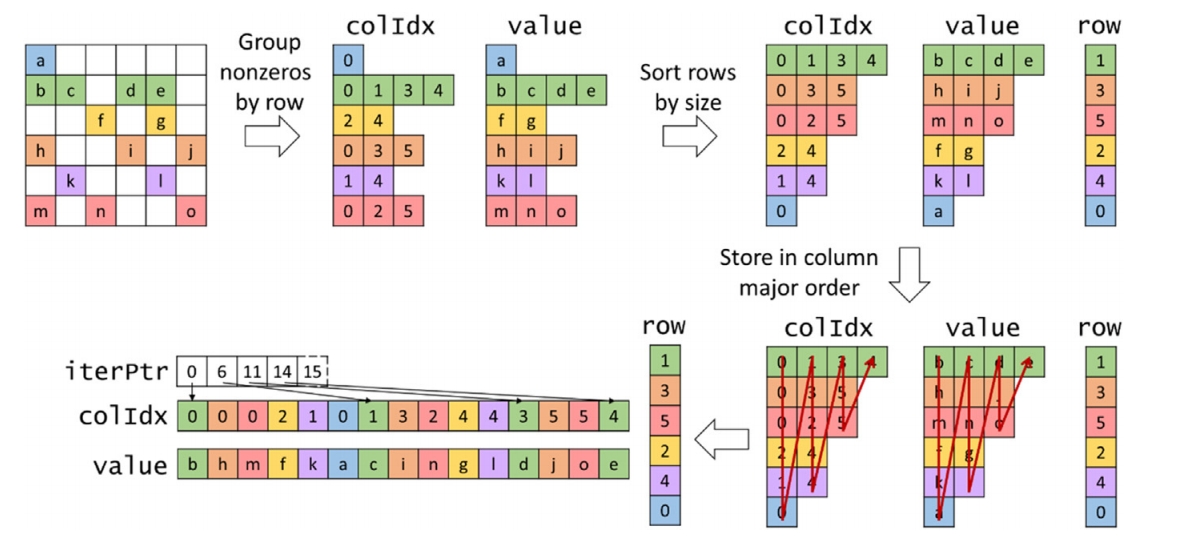 colIdx value
colIdx value row
Group
nonzeros
by row
Sort rows
by size
a
b c d e
f g
h i j
k l
m n o
0
0 1 3 4
2 4
0 3 5
1 4
0 2 5
a
b c d e
f g
h i j
k l
m n o
0 1 3 4
0 3 5
0 2 5
2 4
1 4
0
b c d e
h i j
m n o
f g
k l
a
1
3
5
2
4
0
Store in column
major order
row
colIdx value row
1
3
5
2
4
0
0 1 3 4
0 3 5
0 2 5
2 4
1 4
0
b c d e
h
m n o
f g
k
a
1
3
5
2
4
0
iterPtr 0 6 11 14 15
colIdx 0 0 0 2 1 0 1 3 2 4 4 3 5 5 4
value b h m f k a c i n g l d j o e